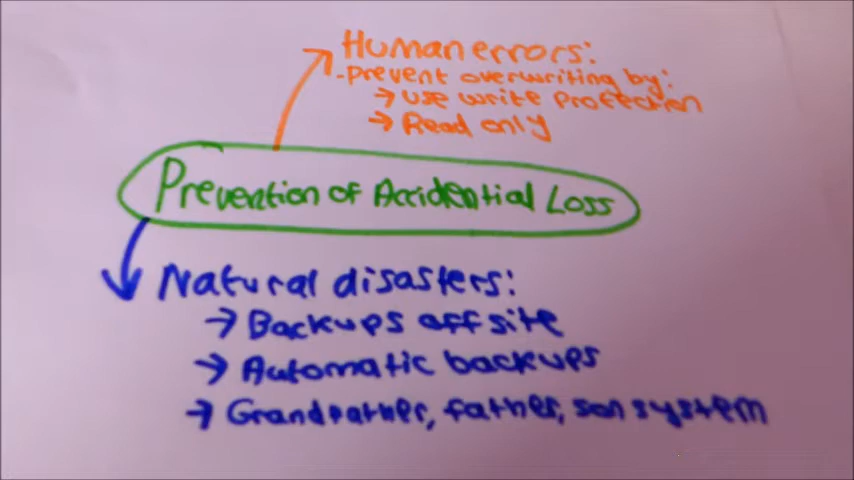 Human errors:
- Prevent overwriting by:
→ Use write protection
→ Read only
Prevention of Accidential Loss
Natural disasters:
→ Backups off site
→ Automatic backups
→ Grandfather, father, son system